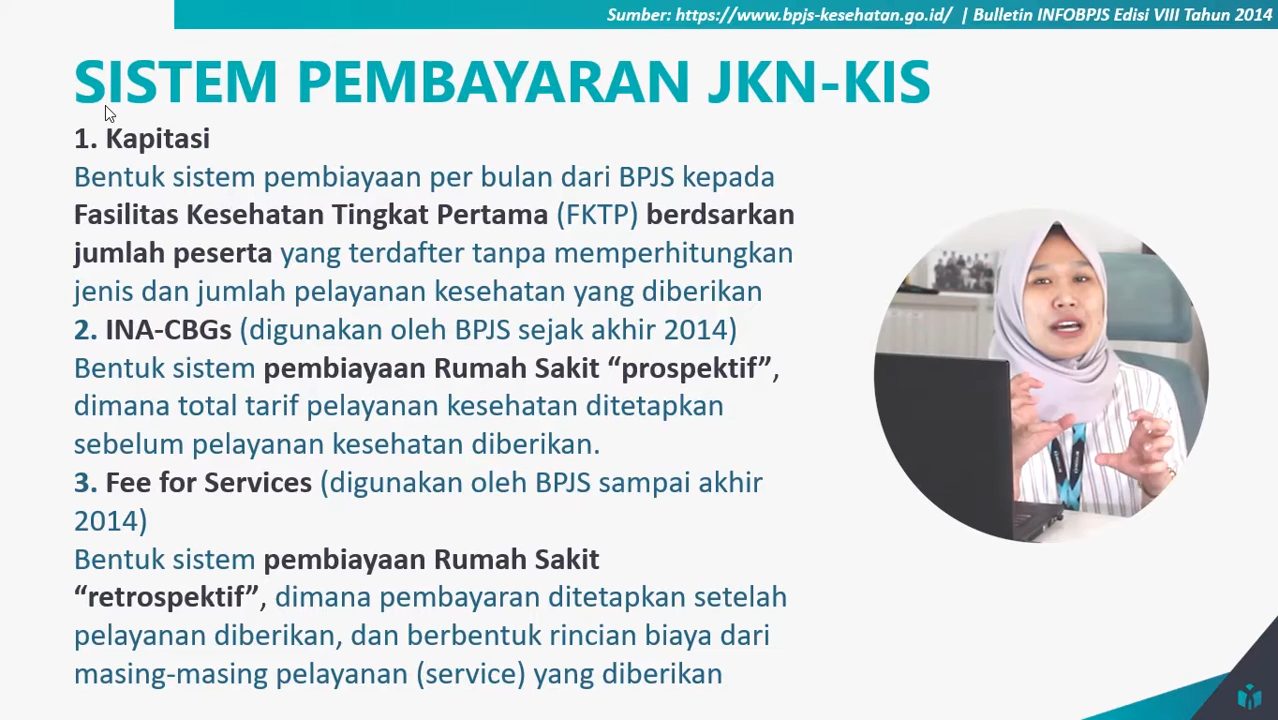 Sumber: https://www.bpjs-kesehatan.go.id/ | Bulletin INFOBPJS Edisi VIII Tahun 2014
SISTEM PEMBAYARAN JKN-KIS
1. Kapitasi
Bentuk sistem pembiayaan per bulan dari BPJS kepada
Fasilitas Kesehatan Tingkat Pertama (FKTP) berdsarkan
jumlah peserta yang terdafter tanpa memperhitungkan
jenis dan jumlah pelayanan kesehatan yang diberikan
2. INA-CBGs (digunakan oleh BPJS sejak akhir 2014)
Bentuk sistem pembiayaan Rumah Sakit “prospektif”,
dimana total tarif pelayanan kesehatan ditetapkan
sebelum pelayanan kesehatan diberikan.
3. Fee for Services (digunakan oleh BPJS sampai akhir
2014)
Bentuk sistem pembiayaan Rumah Sakit
“retrospektif”, dimana pembayaran ditetapkan setelah
pelayanan diberikan, dan berbentuk rincian biaya dari
masing-masing pelayanan (service) yang diberikan